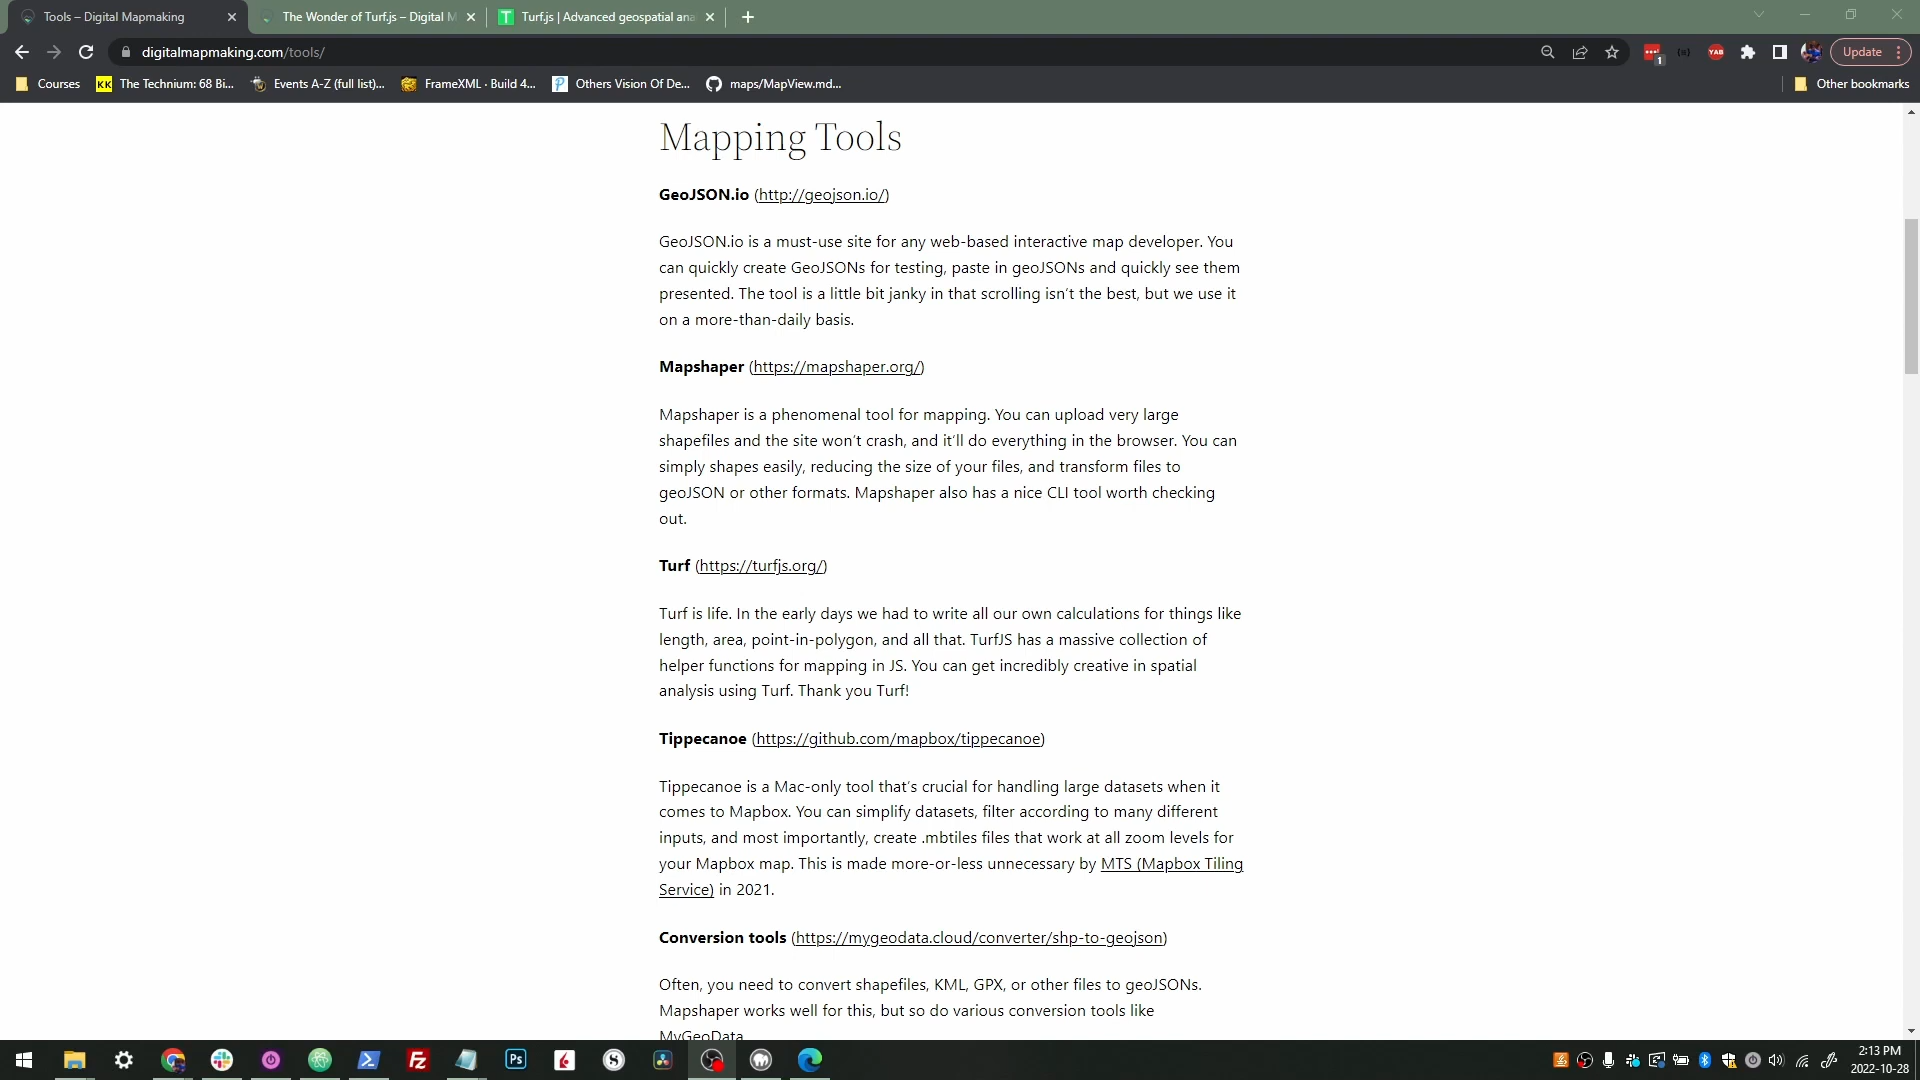 Tools – Digital Mapmaking
The Wonder of Turf.js – Digital M
T
Turf.js | Advanced geospatial ana
digitalmapmaking.com/tools/
1
YAB
Update
Courses
KK
The Technium: 68 Bi...
Events A-Z (full list)...
FrameXML · Build 4...
Others Vision Of De...
maps/MapView.md...
Other bookmarks
Mapping Tools
GeoJSON.io (http://geojson.io/)
GeoJSON.io is a must-use site for any web-based interactive map developer. You
can quickly create GeoJSONs for testing, paste in geoJSONs and quickly see them
presented. The tool is a little bit janky in that scrolling isn't the best, but we use it
on a more-than-daily basis.
Mapshaper (https://mapshaper.org/)
Mapshaper is a phenomenal tool for mapping. You can upload very large
shapefiles and the site won't crash, and it'll do everything in the browser. You can
simply shapes easily, reducing the size of your files, and transform files to
geoJSON or other formats. Mapshaper also has a nice CLI tool worth checking
out.
Turf (https://turfjs.org/)
Turf is life. In the early days we had to write all our own calculations for things like
length, area, point-in-polygon, and all that. TurfJS has a massive collection of
helper functions for mapping in JS. You can get incredibly creative in spatial
analysis using Turf. Thank you Turf!
Tippecanoe (https://github.com/mapbox/tippecanoe)
Tippecanoe is a Mac-only tool that's crucial for handling large datasets when it
comes to Mapbox. You can simplify datasets, filter according to many different
inputs, and most importantly, create .mbtiles files that work at all zoom levels for
your Mapbox map. This is made more-or-less unnecessary by MTS (Mapbox Tiling
Service) in 2021.
Conversion tools (https://mygeodata.cloud/converter/shp-to-geojson)
Often, you need to convert shapefiles, KML, GPX, or other files to geoJSONs.
Mapshaper works well for this, but so do various conversion tools like
MyGeoData
Fz
Ps
2:13 PM
2022-10-28